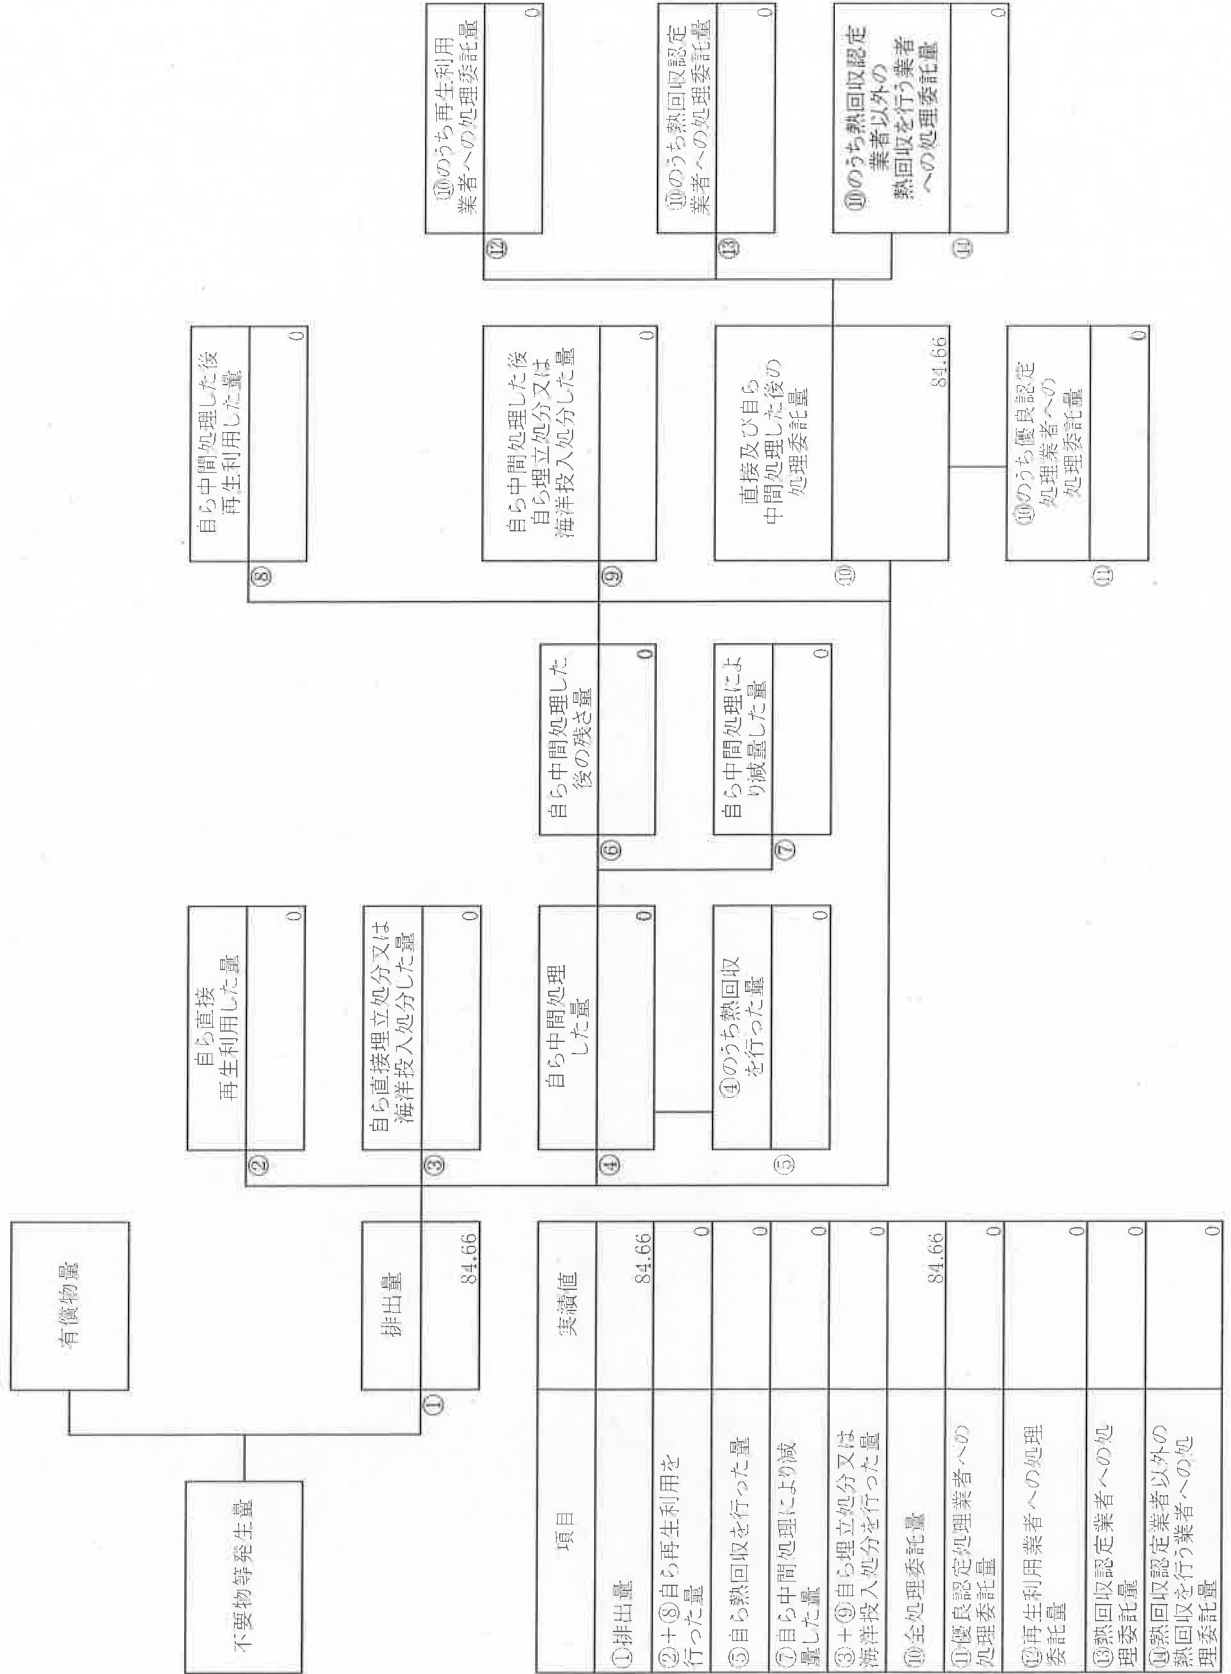 有償物量
不要物等発生量
排出量
①
84.66
自ら直接
再生利用した量
②
0
自ら直接埋立処分又は
海洋投入処分した量
③
0
自ら中間処理
した量
④
0
④のうち熱回収
を行った量
⑤
0
自ら中間処理した
後の残さ量
⑥
0
自ら中間処理によ
り減量した量
⑦
0
自ら中間処理した後
再生利用した量
⑧
0
自ら中間処理した後
自ら埋立処分又は
海洋投入処分した量
⑨
0
直接及び自ら
中間処理した後の
処理委託量
⑩
84.66
⑩のうち優良認定
処理業者への
処理委託量
⑪
0
⑩のうち再生利用
業者への処理委託量
⑫
0
⑩のうち熱回収認定
業者への処理委託量
⑬
0
⑩のうち熱回収認定
業者以外の
熱回収を行う業者
への処理委託量
⑭
0
項目 実績値
①排出量 84.66
②+⑧自ら再生利用を
行った量 0
⑤自ら熱回収を行った量 0
⑦自ら中間処理により減
量した量 0
③+⑨自ら埋立処分又は
海洋投入処分を行った量 0
⑩全処理委託量 84.66
⑪優良認定処理業者への
処理委託量 0
⑫再生利用業者への処理
委託量 0
⑬熱回収認定業者への処
理委託量 0
⑭熱回収認定業者以外の
熱回収を行う業者への処
理委託量 0